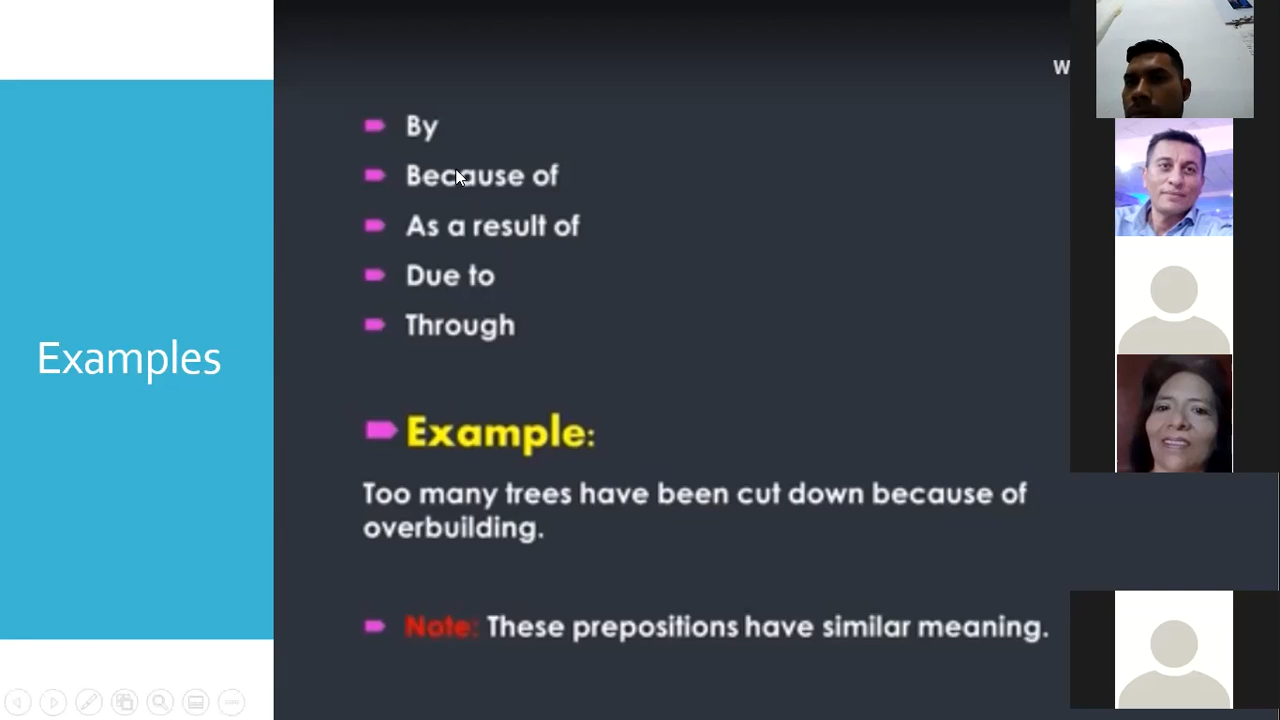 Examples
W
By
Because of
As a result of
Due to
Through
Example:
Too many trees have been cut down because of
overbuilding.
Note: These prepositions have similar meaning.